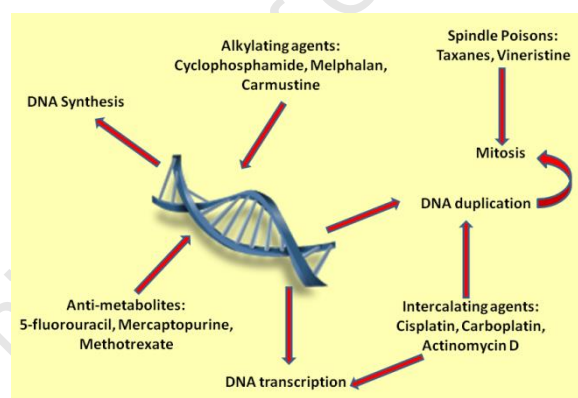 Alkylating agents:
Cyclophosphamide, Melphalan,
Carmustine
Spindle Poisons:
Taxanes, Vineristine
DNA Synthesis
Mitosis
DNA duplication
Anti-metabolites:
5-fluorouracil, Mercaptopurine,
Methotrexate
Intercalating agents:
Cisplatin, Carboplatin,
Actinomycin D
DNA transcription